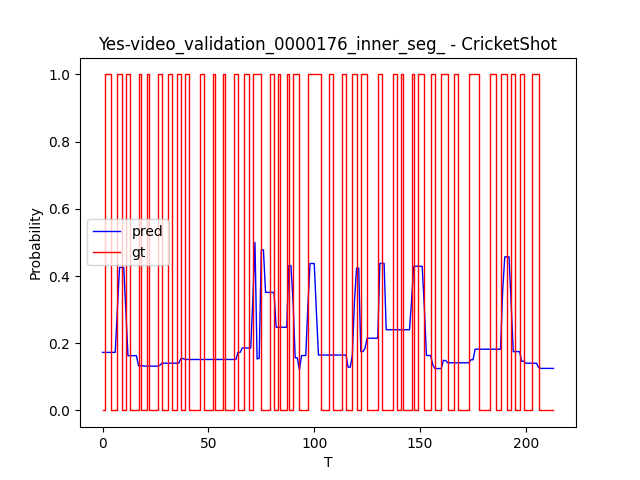 Yes-video_validation_0000176_inner_seg_ - CricketShot
1.0
0.8
0.6
0.4
0.2
0.0
Probability
pred
gt
0
50
100
150
200
T